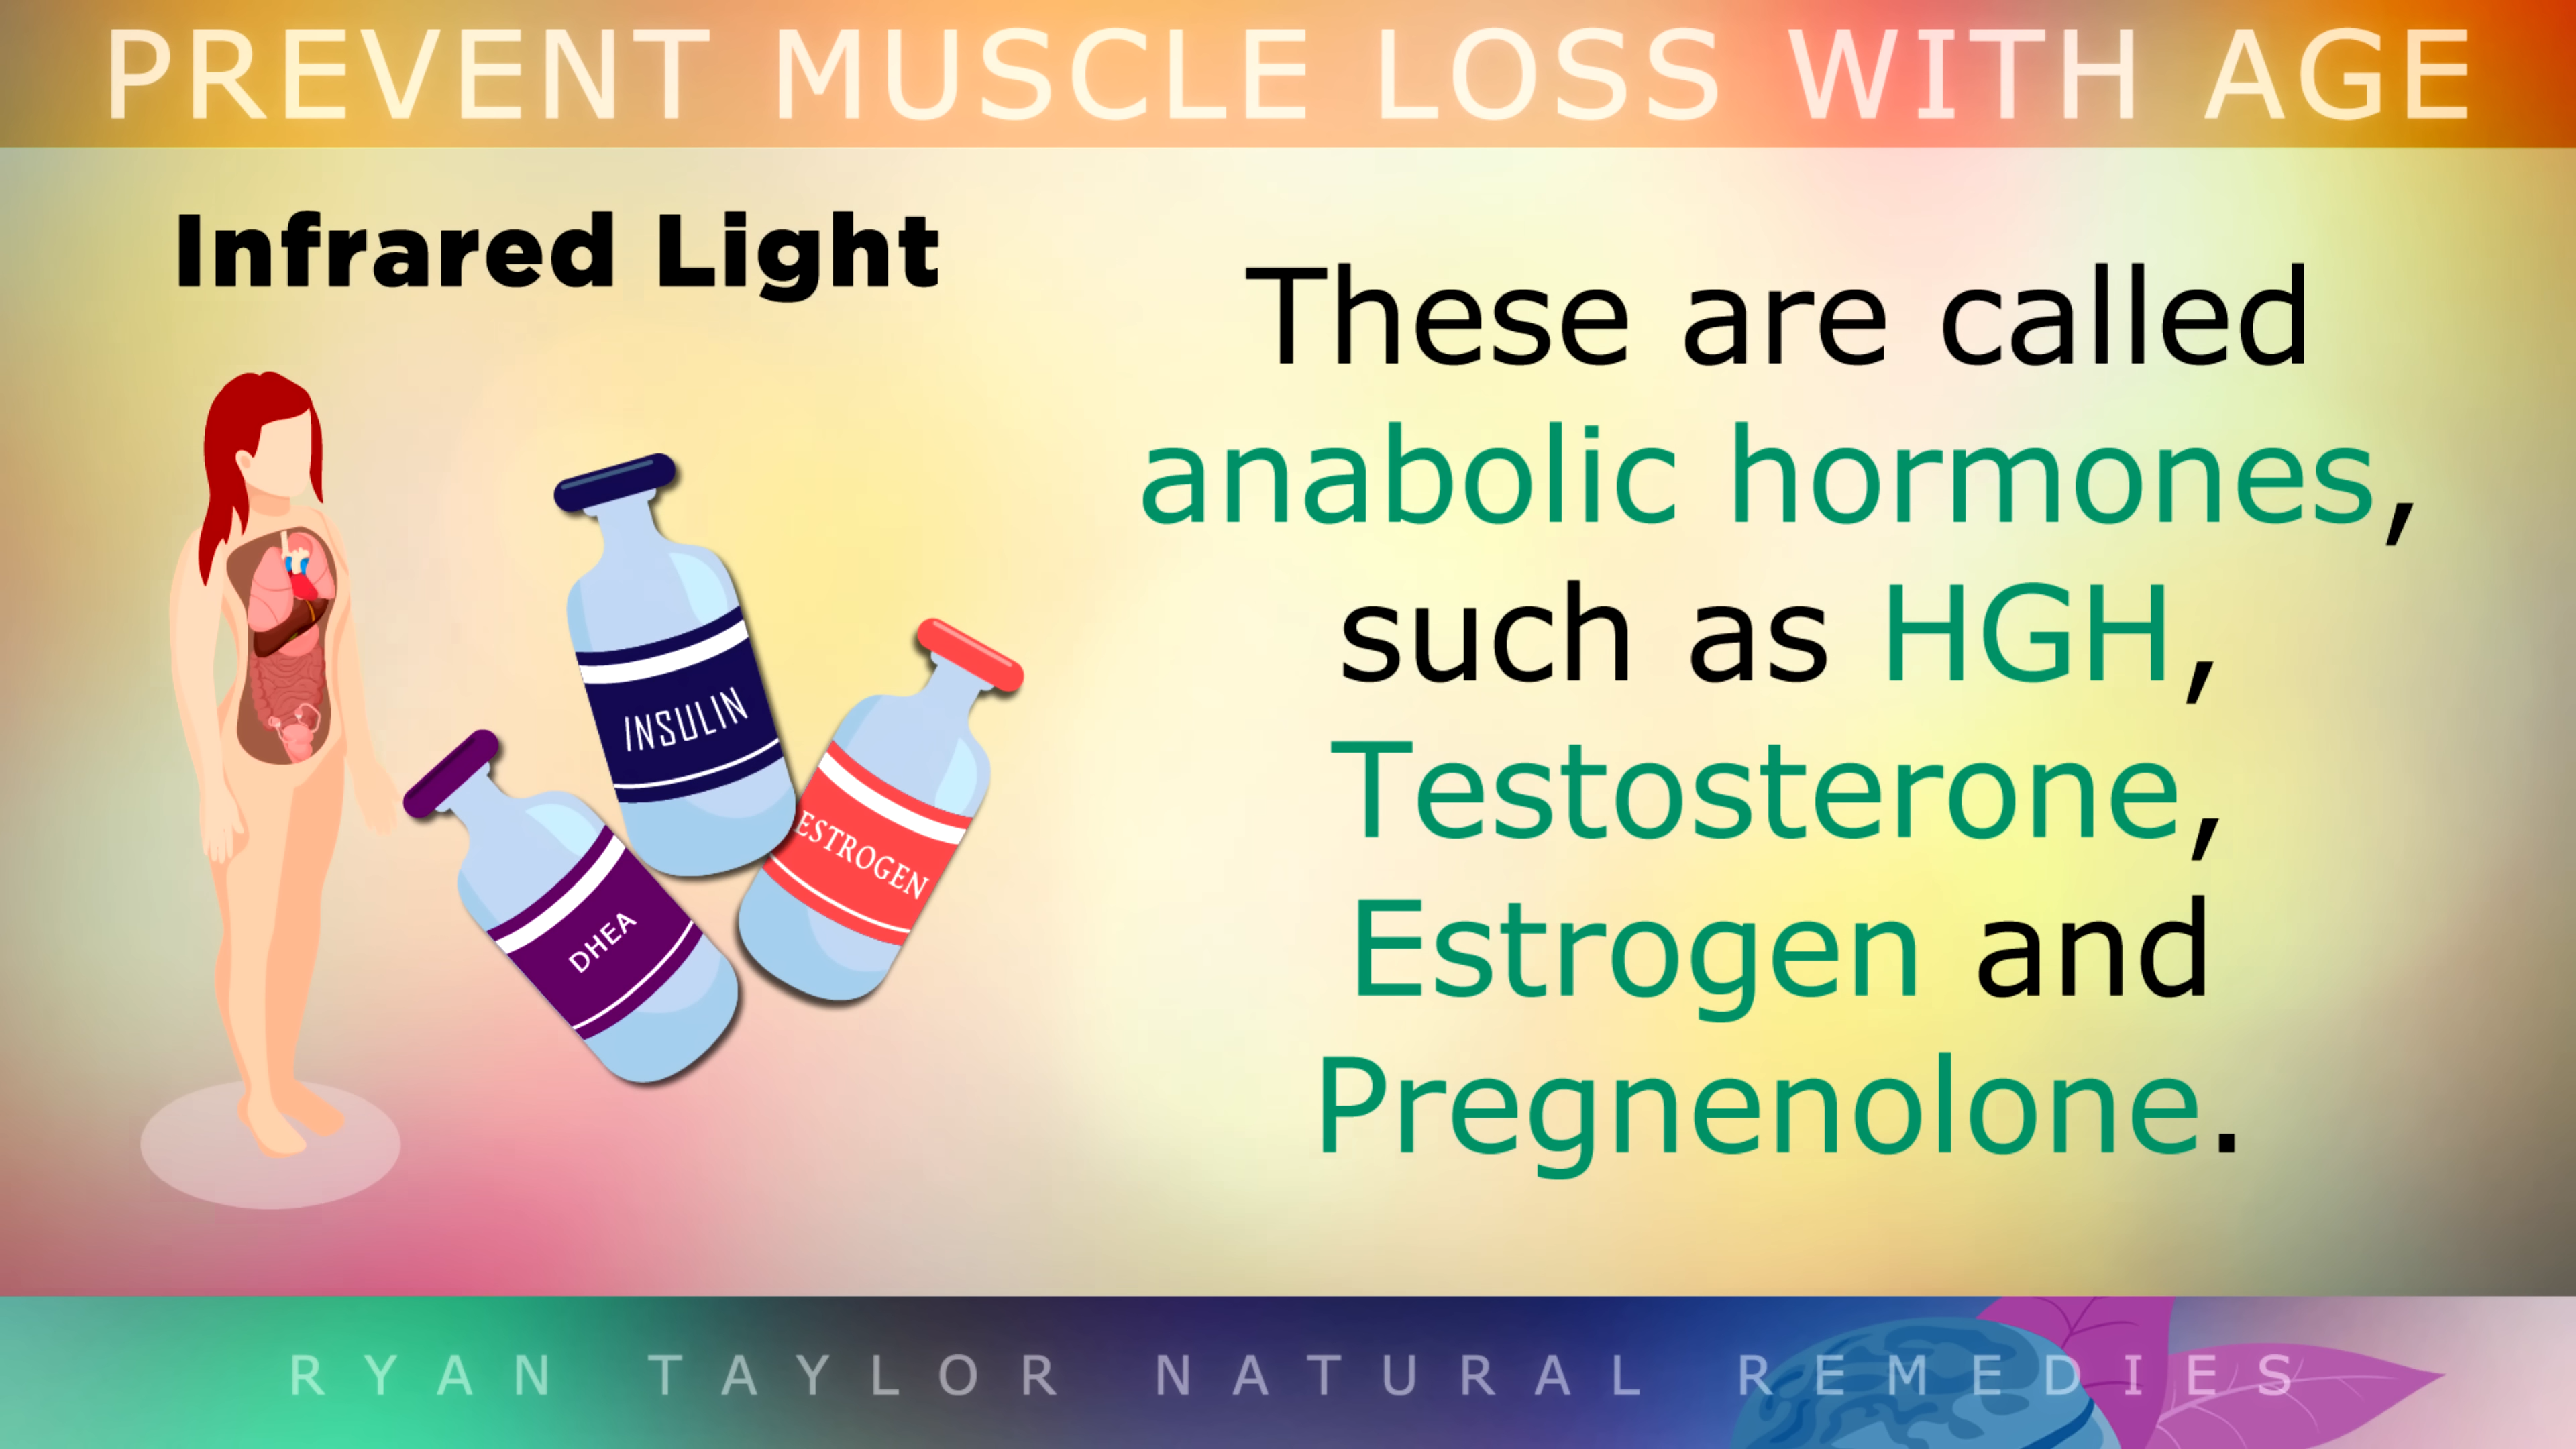 PREVENT MUSCLE LOSS WITH AGE
Infrared Light
These are called
anabolic hormones,
such as HGH,
Testosterone,
Estrogen and
Pregnenolone.
INSULIN
ESTROGEN
DHEA
RYAN TAYLOR NATURAL REMEDIES